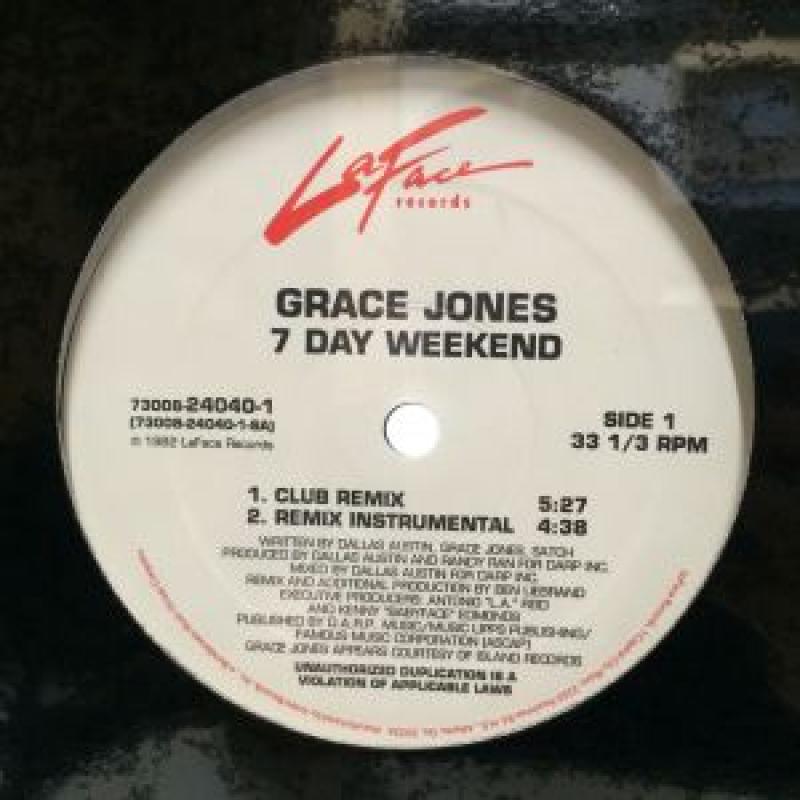 LaFace
records
GRACE JONES
7 DAY WEEKEND
73008-24040-1
(73008-24040-1-SA)
℗ 1992 LaFace Records
SIDE 1
33 1/3 RPM
1. CLUB REMIX 5:27
2. REMIX INSTRUMENTAL 4:38
WRITTEN BY DALLAS AUSTIN, GRACE JONES, SATCH
PRODUCED BY DALLAS AUSTIN AND RANDY RAN FOR DARP INC.
MIXED BY DALLAS AUSTIN FOR DARP INC.
REMIX AND ADDITIONAL PRODUCTION BY BEN LIEBRAND
EXECUTIVE PRODUCERS: ANTONIO "L.A." REID
AND KENNY "BABYFACE" EDMONDS
PUBLISHED BY D.A.R.P. MUSIC/MUSIC LIPPS PUBLISHING/
FAMOUS MUSIC CORPORATION (ASCAP)
GRACE JONES APPEARS COURTESY OF ISLAND RECORDS
UNAUTHORIZED DUPLICATION IS A
VIOLATION OF APPLICABLE LAWS